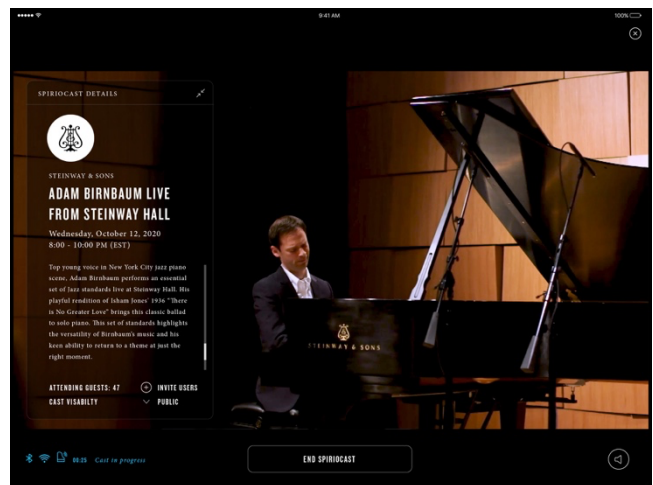 9:41 AM
100%
SPIRIOCAST DETAILS
STEINWAY & SONS
ADAM BIRNBAUM LIVE
FROM STEINWAY HALL
Wednesday, October 12, 2020
8:00 - 10:00 PM (EST)
Top young voice in New York City jazz piano
scene, Adam Birnbaum performs an essential
set of Jazz standards live at Steinway Hall. His
playful rendition of Isham Jones' 1936 "There
is No Greater Love" brings this classic ballad
to solo piano. This set of standards highlights
the versatility of Birnbaum's music and his
keen ability to return to a theme at just the
right moment.
ATTENDING GUESTS: 47
INVITE USERS
CAST VISABILTY
PUBLIC
STEINWAY & SONS
00:25
Cast in progress
END SPIRIOCAST